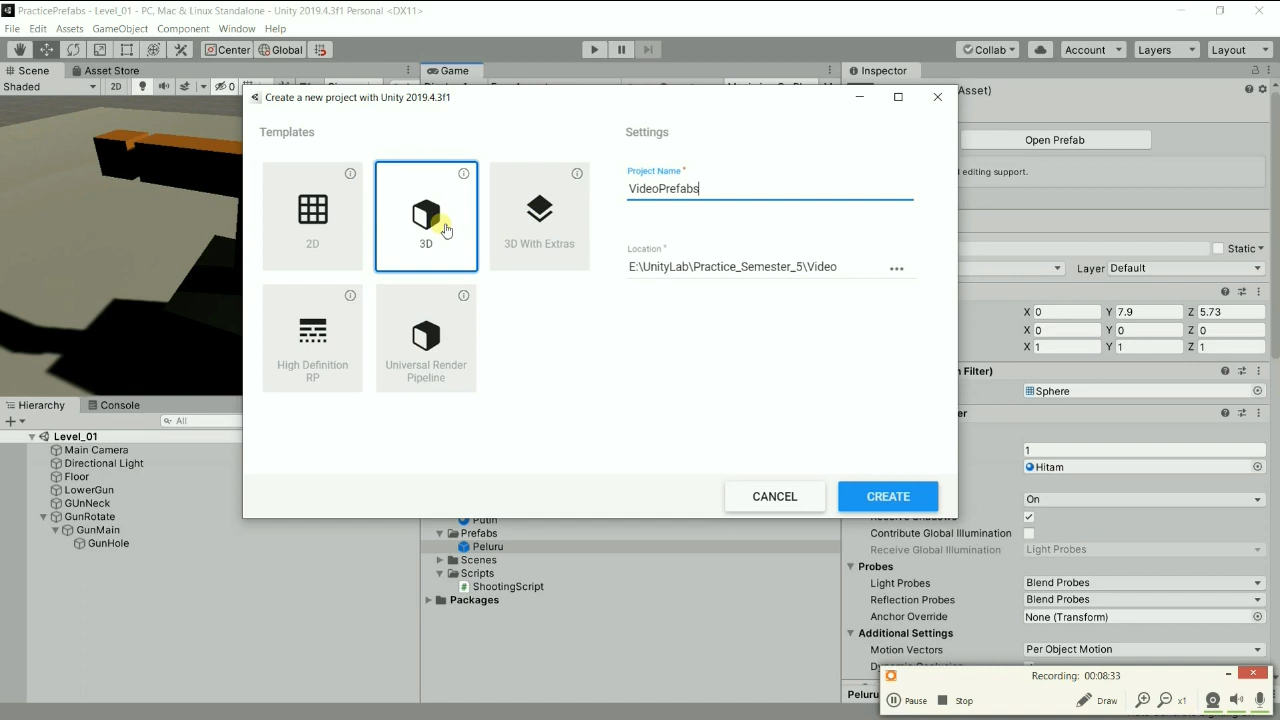 PracticePrefabs - Level_01 - PC, Mac & Linux Standalone - Unity 2019.4.3f1 Personal <DX11>
File Edit Assets GameObject Component Window Help
Center Global Collab Account Layers Layout
Scene Asset Store Game Inspector
Shaded 2D 0
Create a new project with Unity 2019.4.3f1
Asset)
Templates Settings
Open Prefab
editing support.
Project Name *
VideoPrefabs
2D 3D 3D With Extras
Static
Location *
E:\UnityLab\Practice_Semester_5\Video
Layer Default
X 0 Y 7.9 Z 5.73
X 0 Y 0 Z 0
X 1 Y 1 Z 1
High Definition RP
Universal Render Pipeline
Filter)
Sphere
Hierarchy Console
All
Level_01
Main Camera
Directional Light
Floor
LowerGun
GUnNeck
GunRotate
GunMain
GunHole
1
Hitam
On
CANCEL CREATE
Putih
Prefabs
Peluru
Scenes
Scripts
ShootingScript
Packages
Receive Shadows
Contribute Global Illumination
Receive Global Illumination Light Probes
Probes
Light Probes Blend Probes
Reflection Probes Blend Probes
Anchor Override None (Transform)
Additional Settings
Motion Vectors Per Object Motion
Peluru
Recording: 00:08:33
Pause Stop Draw x1